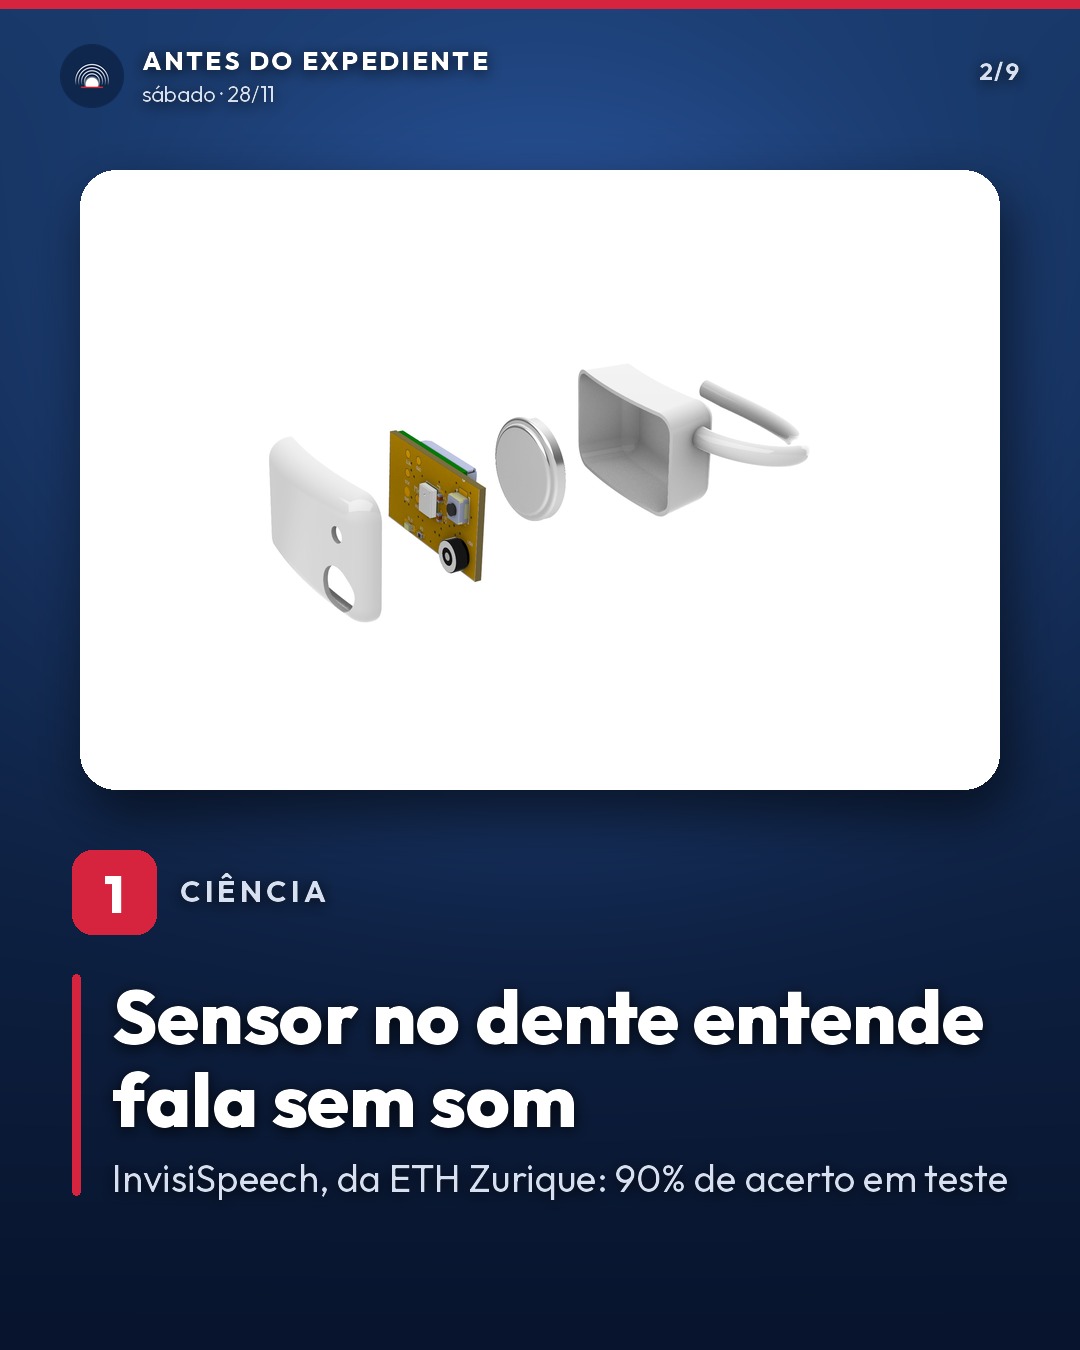 ANTES DO EXPEDIENTE
sábado · 28/11
2/9
1
CIÊNCIA
Sensor no dente entende
fala sem som
InvisiSpeech, da ETH Zurique: 90% de acerto em teste